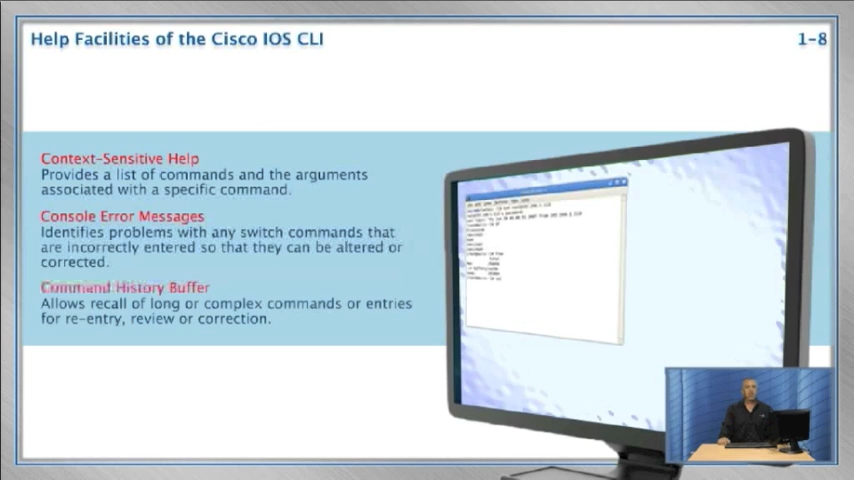 Help Facilities of the Cisco IOS CLI
1-8
Context-Sensitive Help
Provides a list of commands and the arguments
associated with a specific command.
Console Error Messages
Identifies problems with any switch commands that
are incorrectly entered so that they can be altered or
corrected.
Command History Buffer
Allows recall of long or complex commands or entries
for re-entry, review or correction.